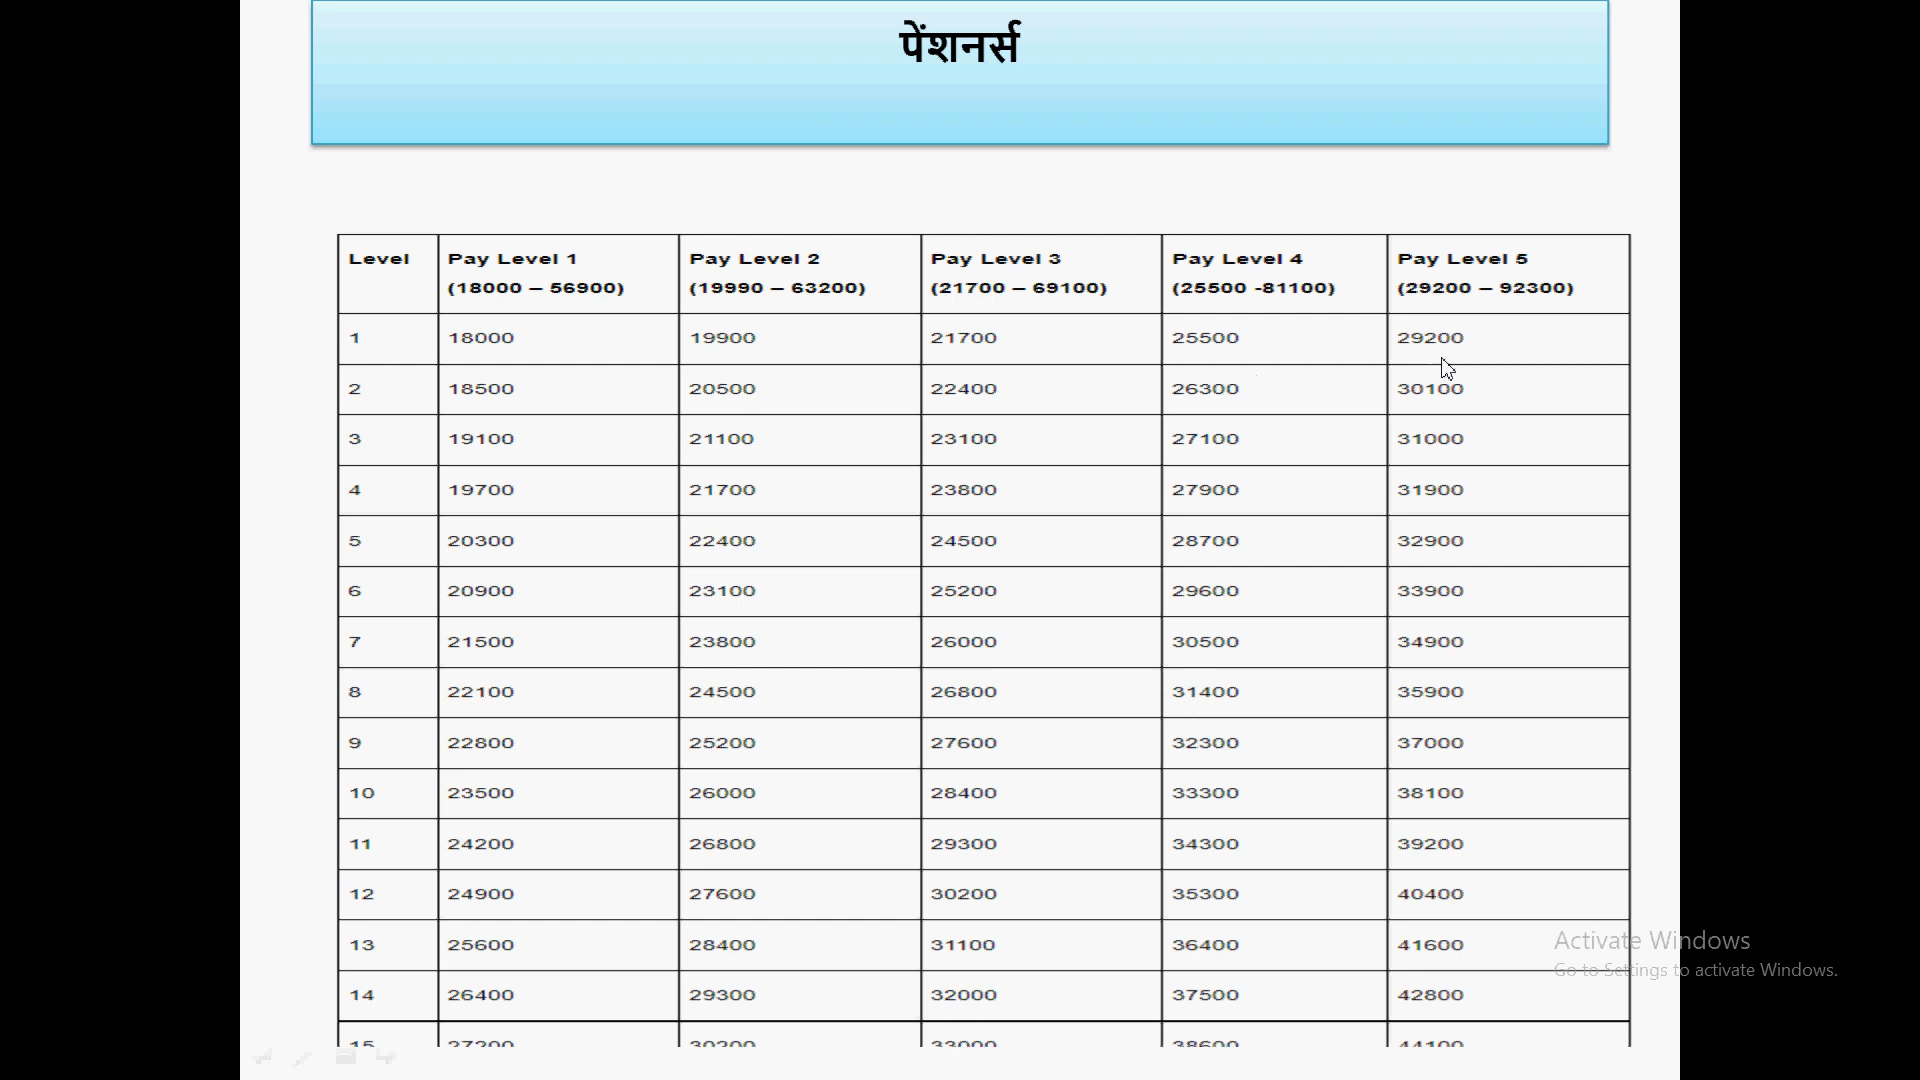 पेंशनर्स
Level Pay Level 1 Pay Level 2 Pay Level 3 Pay Level 4 Pay Level 5
(18000 – 56900) (19990 – 63200) (21700 – 69100) (25500 -81100) (29200 – 92300)
1 18000 19900 21700 25500 29200
2 18500 20500 22400 26300 30100
3 19100 21100 23100 27100 31000
4 19700 21700 23800 27900 31900
5 20300 22400 24500 28700 32900
6 20900 23100 25200 29600 33900
7 21500 23800 26000 30500 34900
8 22100 24500 26800 31400 35900
9 22800 25200 27600 32300 37000
10 23500 26000 28400 33300 38100
11 24200 26800 29300 34300 39200
12 24900 27600 30200 35300 40400
13 25600 28400 31100 36400 41600
14 26400 29300 32000 37500 42800
15 27200 30200 33000 38600 44100
Activate Windows
Go to Settings to activate Windows.